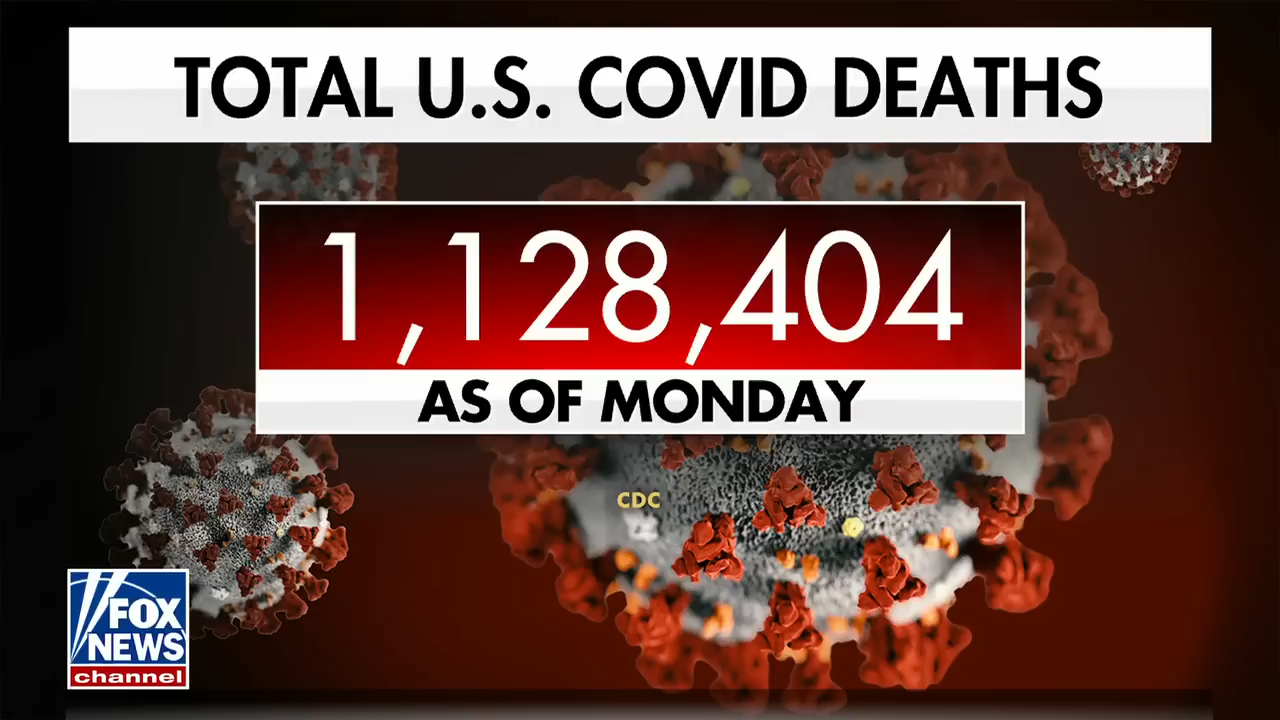 TOTAL U.S. COVID DEATHS
1,128,404
AS OF MONDAY
CDC
FOX
NEWS
channel